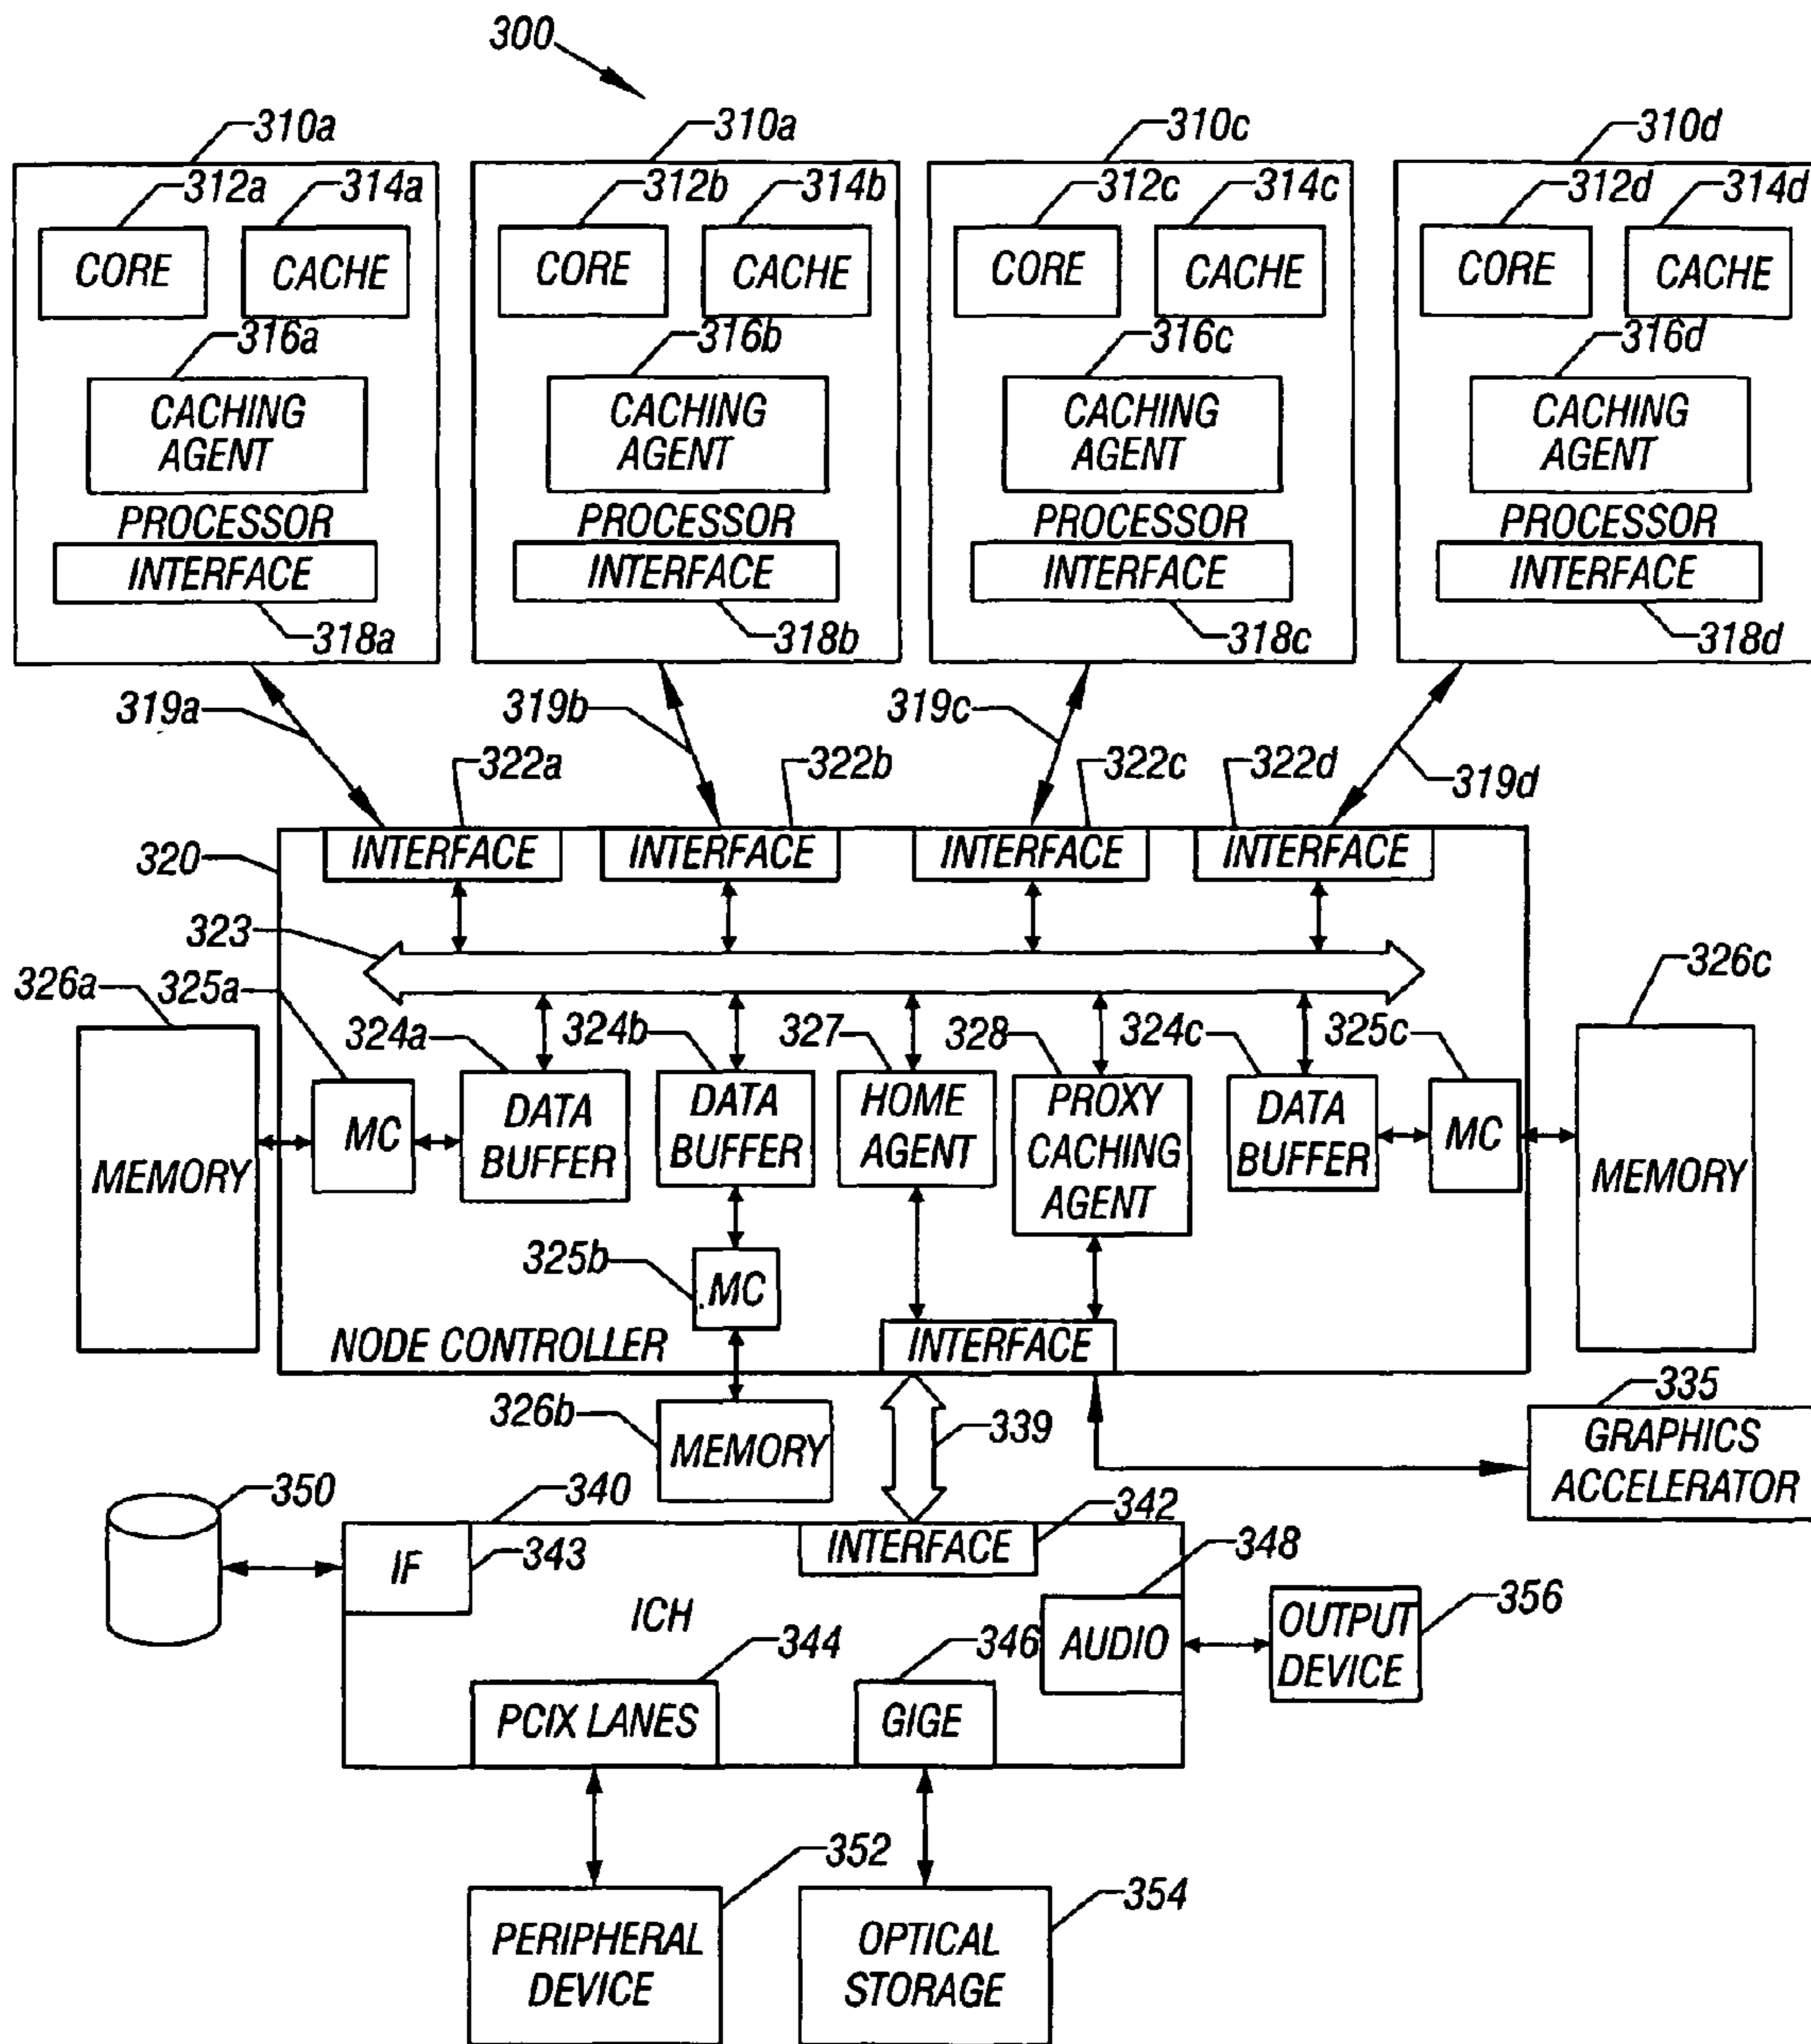 300
310a 310a 310c 310d
312a 314a 312b 314b 312c 314c 312d 314d
CORE CACHE CORE CACHE CORE CACHE CORE CACHE
316a 316b 316c 316d
CACHING CACHING CACHING CACHING
AGENT AGENT AGENT AGENT
PROCESSOR PROCESSOR PROCESSOR PROCESSOR
INTERFACE INTERFACE INTERFACE INTERFACE
318a 318b 318c 318d
319a 319b 319c 319d
322a 322b 322c 322d
320 INTERFACE INTERFACE INTERFACE INTERFACE
323
326a 325a 326c
324a 324b 327 328 324c 325c
MEMORY
MC
DATA
BUFFER
DATA
BUFFER
HOME
AGENT
PROXY
CACHING
AGENT
DATA
BUFFER
MC
MEMORY
325b
MC
NODE CONTROLLER
INTERFACE
326b
MEMORY
339
335
GRAPHICS
ACCELERATOR
350
340
342
IF
343
INTERFACE
348
ICH
AUDIO
OUTPUT
DEVICE
356
344
346
PCIX LANES
GIGE
352
354
PERIPHERAL
DEVICE
OPTICAL
STORAGE